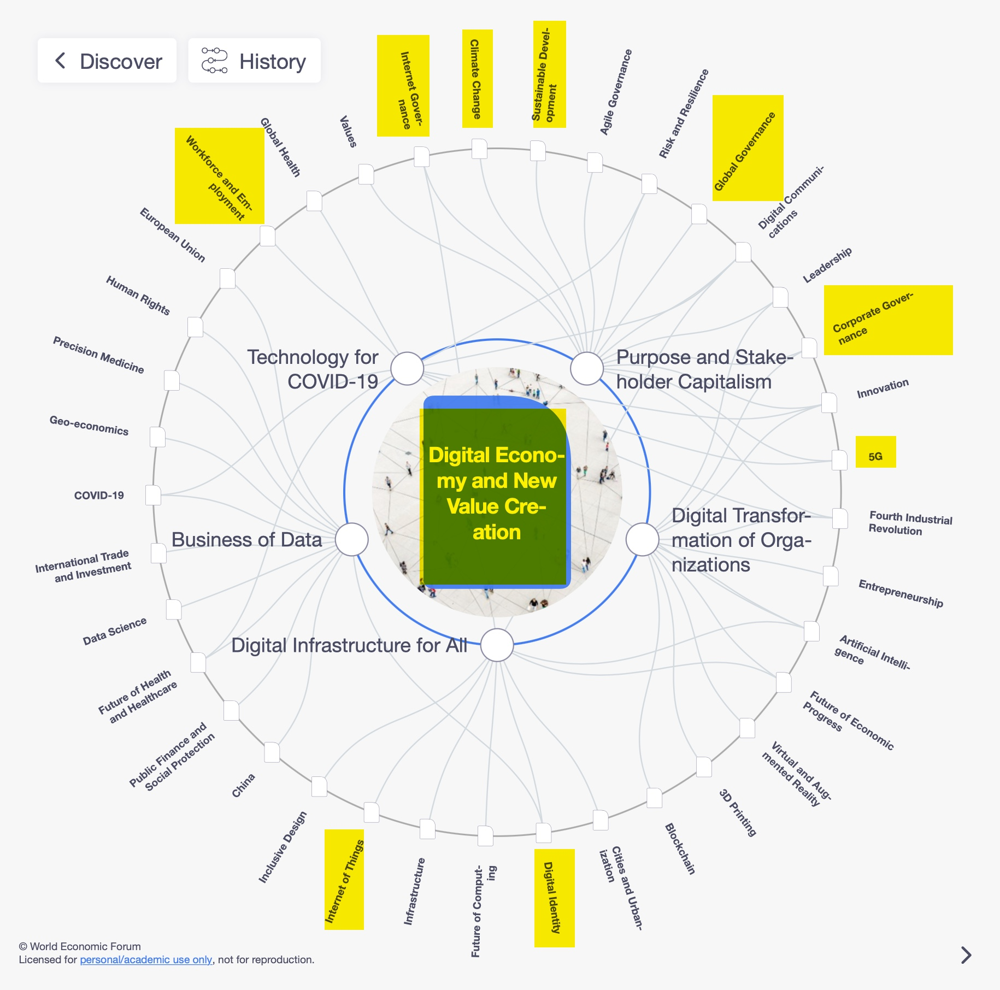 Discover
History
Internet Gover-
nance
Climate Change
Sustainable Devel-
opment
Agile Governance
Risk and Resilience
Global Governance
Digital Communi-
cations
Leadership
Corporate Gover-
nance
Innovation
5G
Fourth Industrial
Revolution
Entrepreneurship
Artificial Intelli-
gence
Future of Economic
Progress
Virtual and Aug-
mented Reality
3D Printing
Blockchain
Cities and Urban-
ization
Digital Identity
Future of Comput-
ing
Infrastructure
Internet of Things
Inclusive Design
China
Public Finance and
Social Protection
Future of Health
and Healthcare
Data Science
International Trade
and Investment
COVID-19
Geo-economics
Precision Medicine
Human Rights
European Union
Workforce and Em-
ployment
Global Health
Values
Technology for
COVID-19
Purpose and Stake-
holder Capitalism
Digital Econo-
my and New
Value Cre-
ation
Business of Data
Digital Transfor-
mation of Orga-
nizations
Digital Infrastructure for All
© World Economic Forum
Licensed for personal/academic use only, not for reproduction.